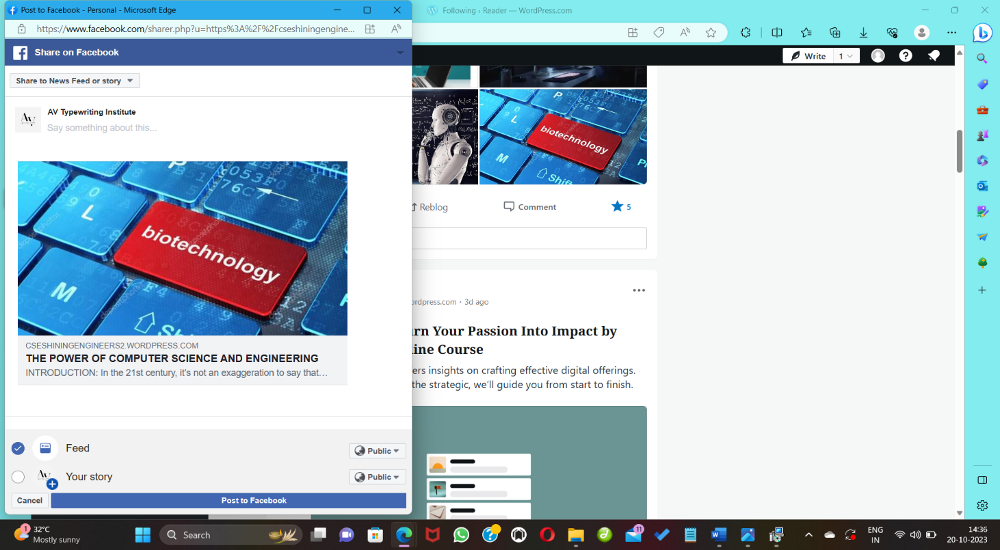 Post to Facebook - Personal - Microsoft Edge
Following ‹ Reader — WordPress.com
https://www.facebook.com/sharer.php?u=https%3A%2F%2Fcseshiningengine...
Share on Facebook
Write 1
Share to News Feed or story
AV Typewriting Institute
Say something about this...
biotechnology
L
M
P
Shift
biotechnology
L
M
P
Reblog
Comment
5
CSESHININGENGINEERS2.WORDPRESS.COM
THE POWER OF COMPUTER SCIENCE AND ENGINEERING
INTRODUCTION: In the 21st century, it's not an exaggeration to say that...
ordpress.com · 3d ago
rn Your Passion Into Impact by
ine Course
ers insights on crafting effective digital offerings.
the strategic, we'll guide you from start to finish.
Feed
Public
Your story
Public
Cancel
Post to Facebook
1
32°C
Mostly sunny
Search
11
ENG
IN
14:36
20-10-2023